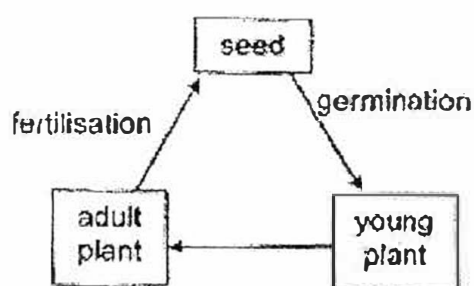 seed
germination
fertilisation
adult
plant
young
plant